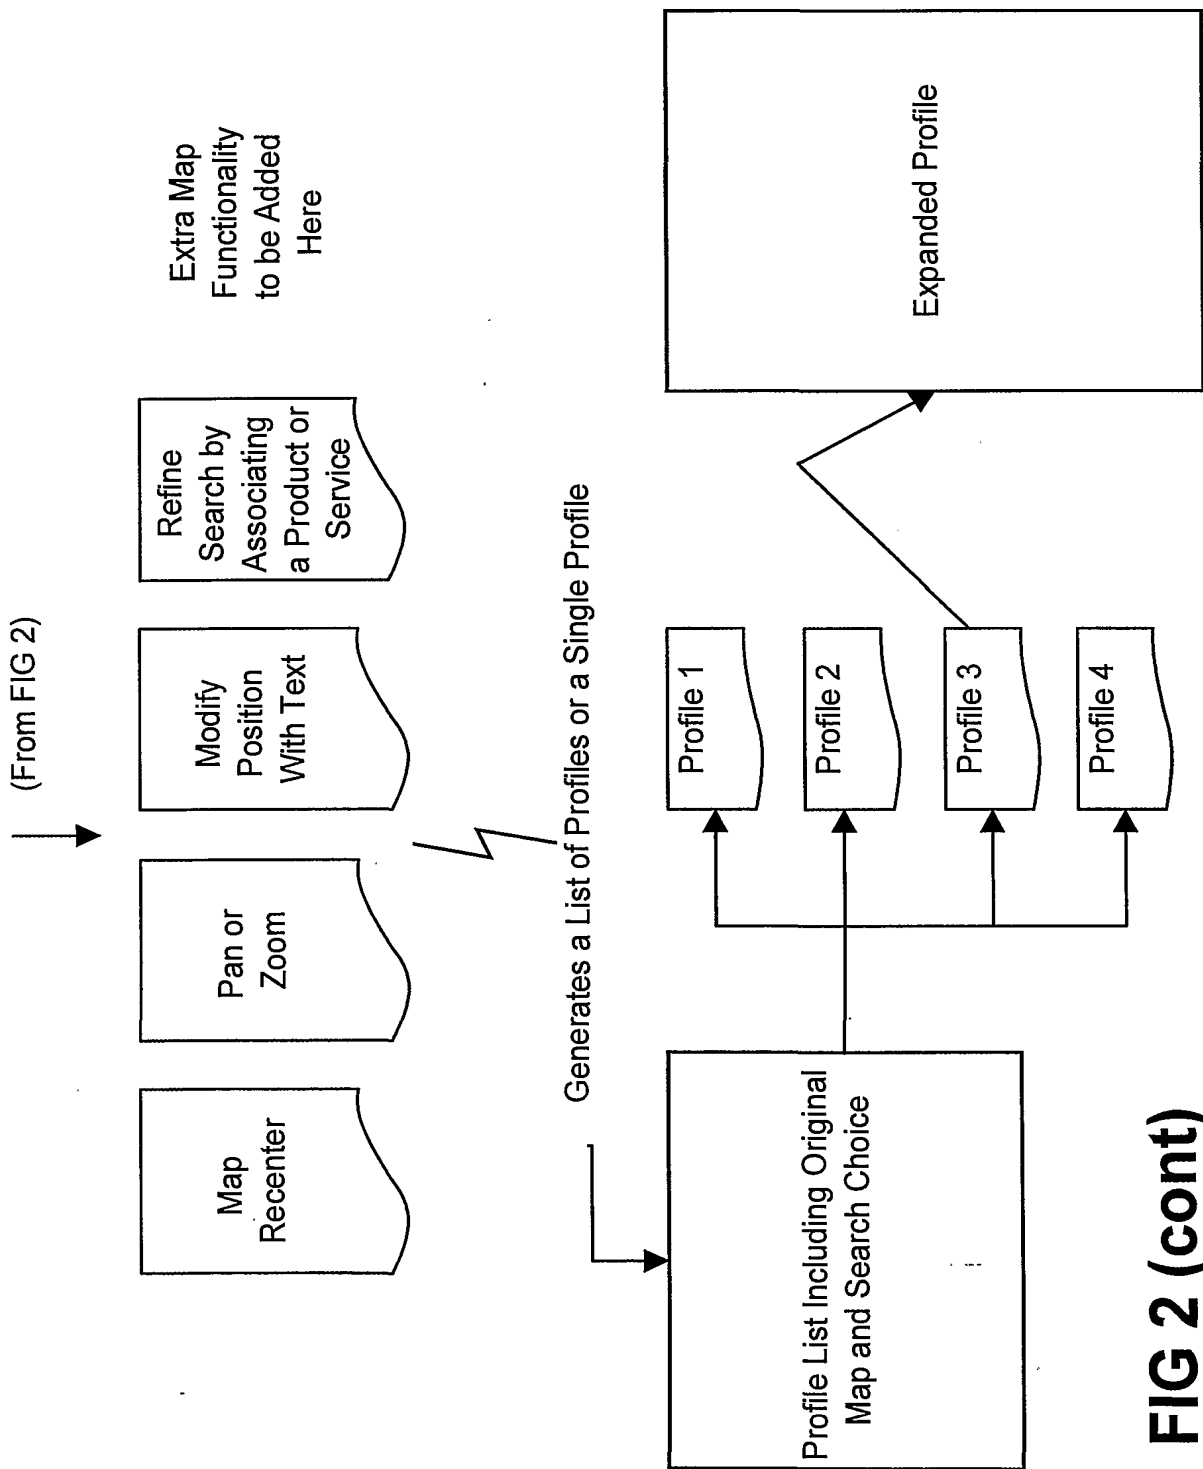 (From FIG 2)
Map
Recenter
Pan or
Zoom
Modify
Position
With Text
Refine
Search by
Associating
a Product or
Service
Extra Map
Functionality
to be Added
Here
Generates a List of Profiles or a Single Profile
Profile List Including Original
Map and Search Choice
Profile 1
Profile 2
Profile 3
Profile 4
Expanded Profile
FIG 2 (cont)